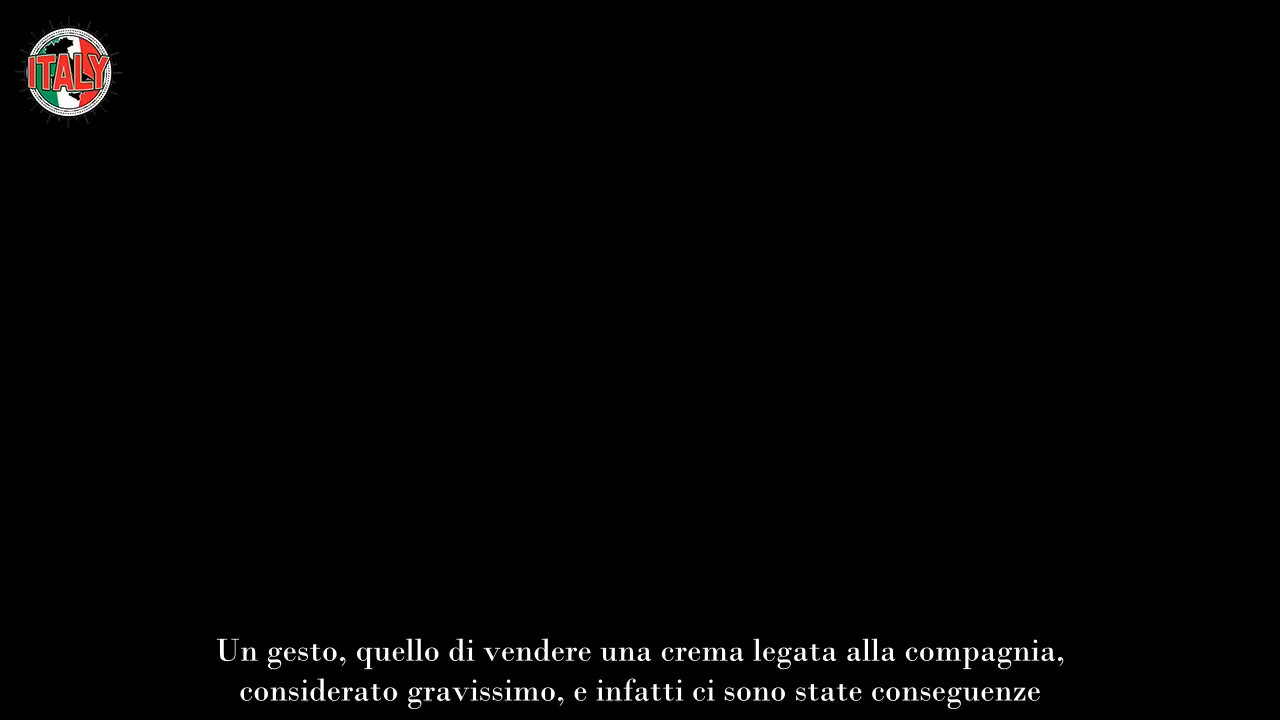 ITALY
Un gesto, quello di vendere una crema legata alla compagnia,
considerato gravissimo, e infatti ci sono state conseguenze